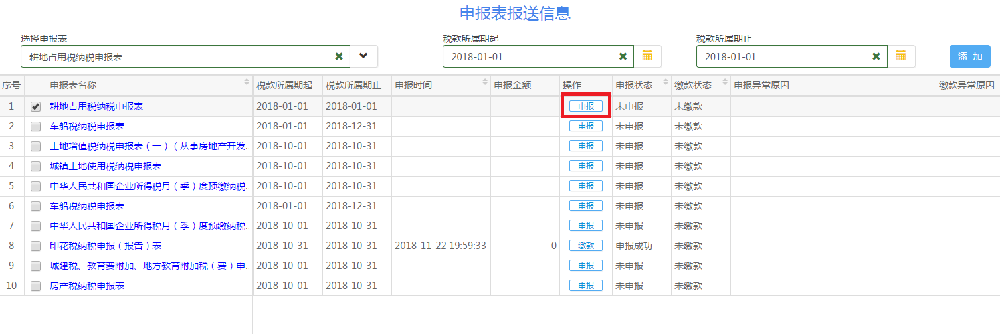 申报表报送信息
选择申报表 税款所属期起 税款所属期止
耕地占用税纳税申报表 2018-01-01 2018-01-01 添 加
序号 申报表名称 税款所属期起 税款所属期止 申报时间 申报金额 操作 申报状态 缴款状态 申报异常原因 缴款异常原因
1 耕地占用税纳税申报表 2018-01-01 2018-01-01 申报 未申报 未缴款
2 车船税纳税申报表 2018-01-01 2018-12-31 申报 未申报 未缴款
3 土地增值税纳税申报表（一）（从事房地产开发.. 2018-10-01 2018-10-31 申报 未申报 未缴款
4 城镇土地使用税纳税申报表 2018-10-01 2018-10-31 申报 未申报 未缴款
5 中华人民共和国企业所得税月（季）度预缴纳税.. 2018-10-01 2018-10-31 申报 未申报 未缴款
6 车船税纳税申报表 2018-01-01 2018-12-31 申报 未申报 未缴款
7 中华人民共和国企业所得税月（季）度预缴纳税.. 2018-10-01 2018-10-31 申报 未申报 未缴款
8 印花税纳税申报（报告）表 2018-10-31 2018-10-31 2018-11-22 19:59:33 0 缴款 申报成功 未缴款
9 城建税、教育费附加、地方教育附加税（费）申.. 2018-10-01 2018-10-31 申报 未申报 未缴款
10 房产税纳税申报表 2018-10-01 2018-10-31 申报 未申报 未缴款